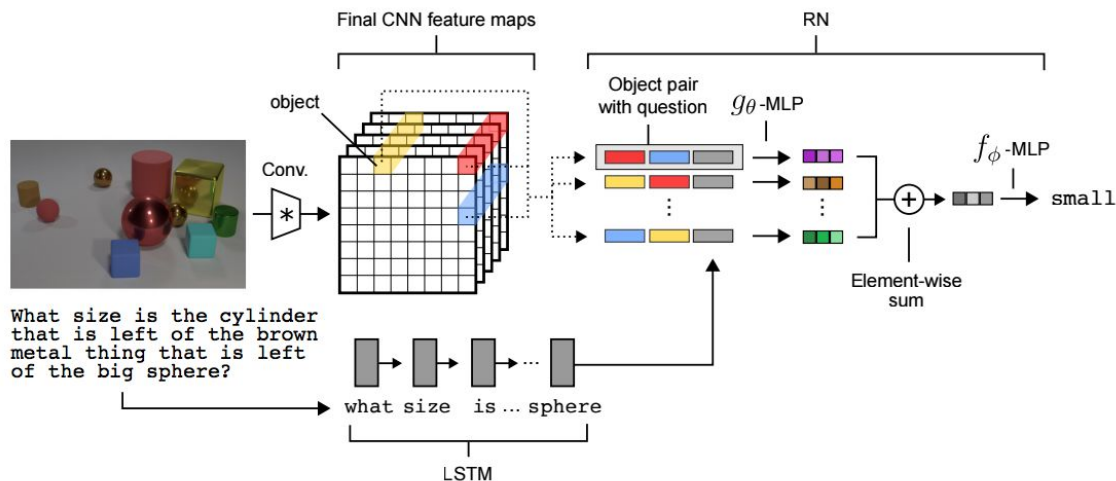 Final CNN feature maps
RN
object
Object pair
with question
gθ-MLP
fϕ-MLP
Conv.
*
...
...
+
small
Element-wise
sum
What size is the cylinder
that is left of the brown
metal thing that is left
of the big sphere?
...
what size is ... sphere
LSTM